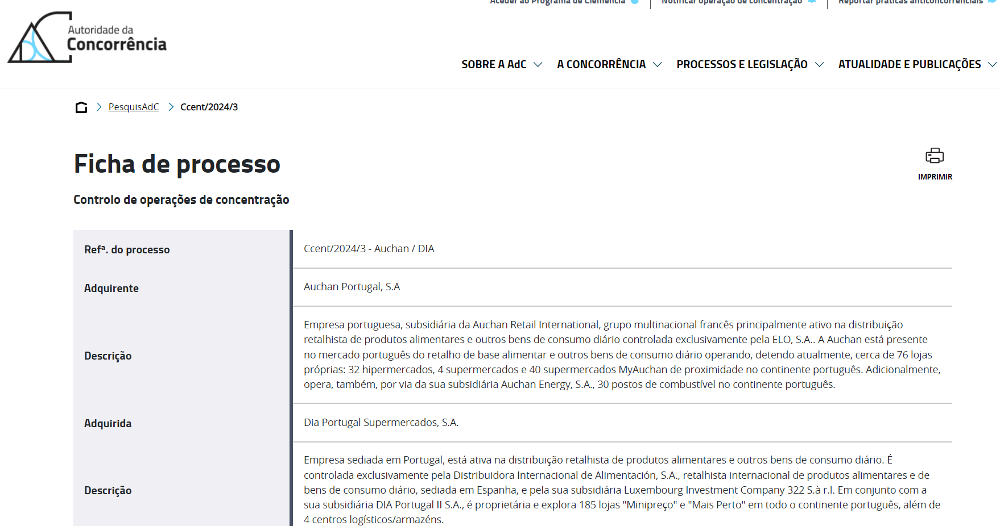 Aceder ao Programa de Clemência
Notificar operação de concentração
Reportar práticas anticoncorrenciais
Autoridade da
Concorrência
SOBRE A AdC
A CONCORRÊNCIA
PROCESSOS E LEGISLAÇÃO
ATUALIDADE E PUBLICAÇÕES
PesquisAdC
Ccent/2024/3
Ficha de processo
IMPRIMIR
Controlo de operações de concentração
Refª. do processo
Ccent/2024/3 - Auchan / DIA
Adquirente
Auchan Portugal, S.A
Descrição
Empresa portuguesa, subsidiária da Auchan Retail International, grupo multinacional francês principalmente ativo na distribuição
retalhista de produtos alimentares e outros bens de consumo diário controlada exclusivamente pela ELO, S.A.. A Auchan está presente
no mercado português do retalho de base alimentar e outros bens de consumo diário operando, detendo atualmente, cerca de 76 lojas
próprias: 32 hipermercados, 4 supermercados e 40 supermercados MyAuchan de proximidade no continente português. Adicionalmente,
opera, também, por via da sua subsidiária Auchan Energy, S.A., 30 postos de combustível no continente português.
Adquirida
Dia Portugal Supermercados, S.A.
Descrição
Empresa sediada em Portugal, está ativa na distribuição retalhista de produtos alimentares e outros bens de consumo diário. É
controlada exclusivamente pela Distribuidora Internacional de Alimentación, S.A., retalhista internacional de produtos alimentares e de
bens de consumo diário, sediada em Espanha, e pela sua subsidiária Luxembourg Investment Company 322 S.à r.l. Em conjunto com a
sua subsidiária DIA Portugal II S.A., é proprietária e explora 185 lojas "Minipreço" e "Mais Perto" em todo o continente português, além de
4 centros logísticos/armazéns.